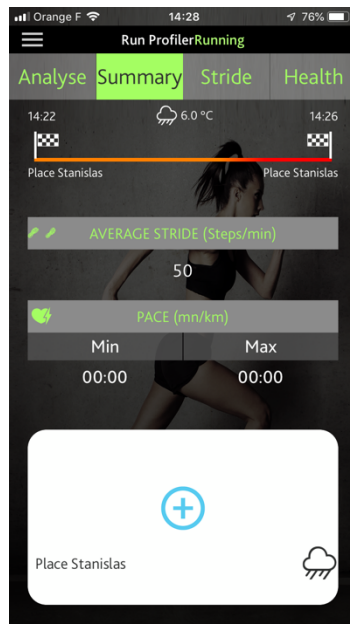 Orange F 14:28 76%
Run ProfilerRunning
Analyse Summary Stride Health
14:22 6.0 °C 14:26
Place Stanislas Place Stanislas
AVERAGE STRIDE (Steps/min)
50
PACE (mn/km)
Min Max
00:00 00:00
Place Stanislas